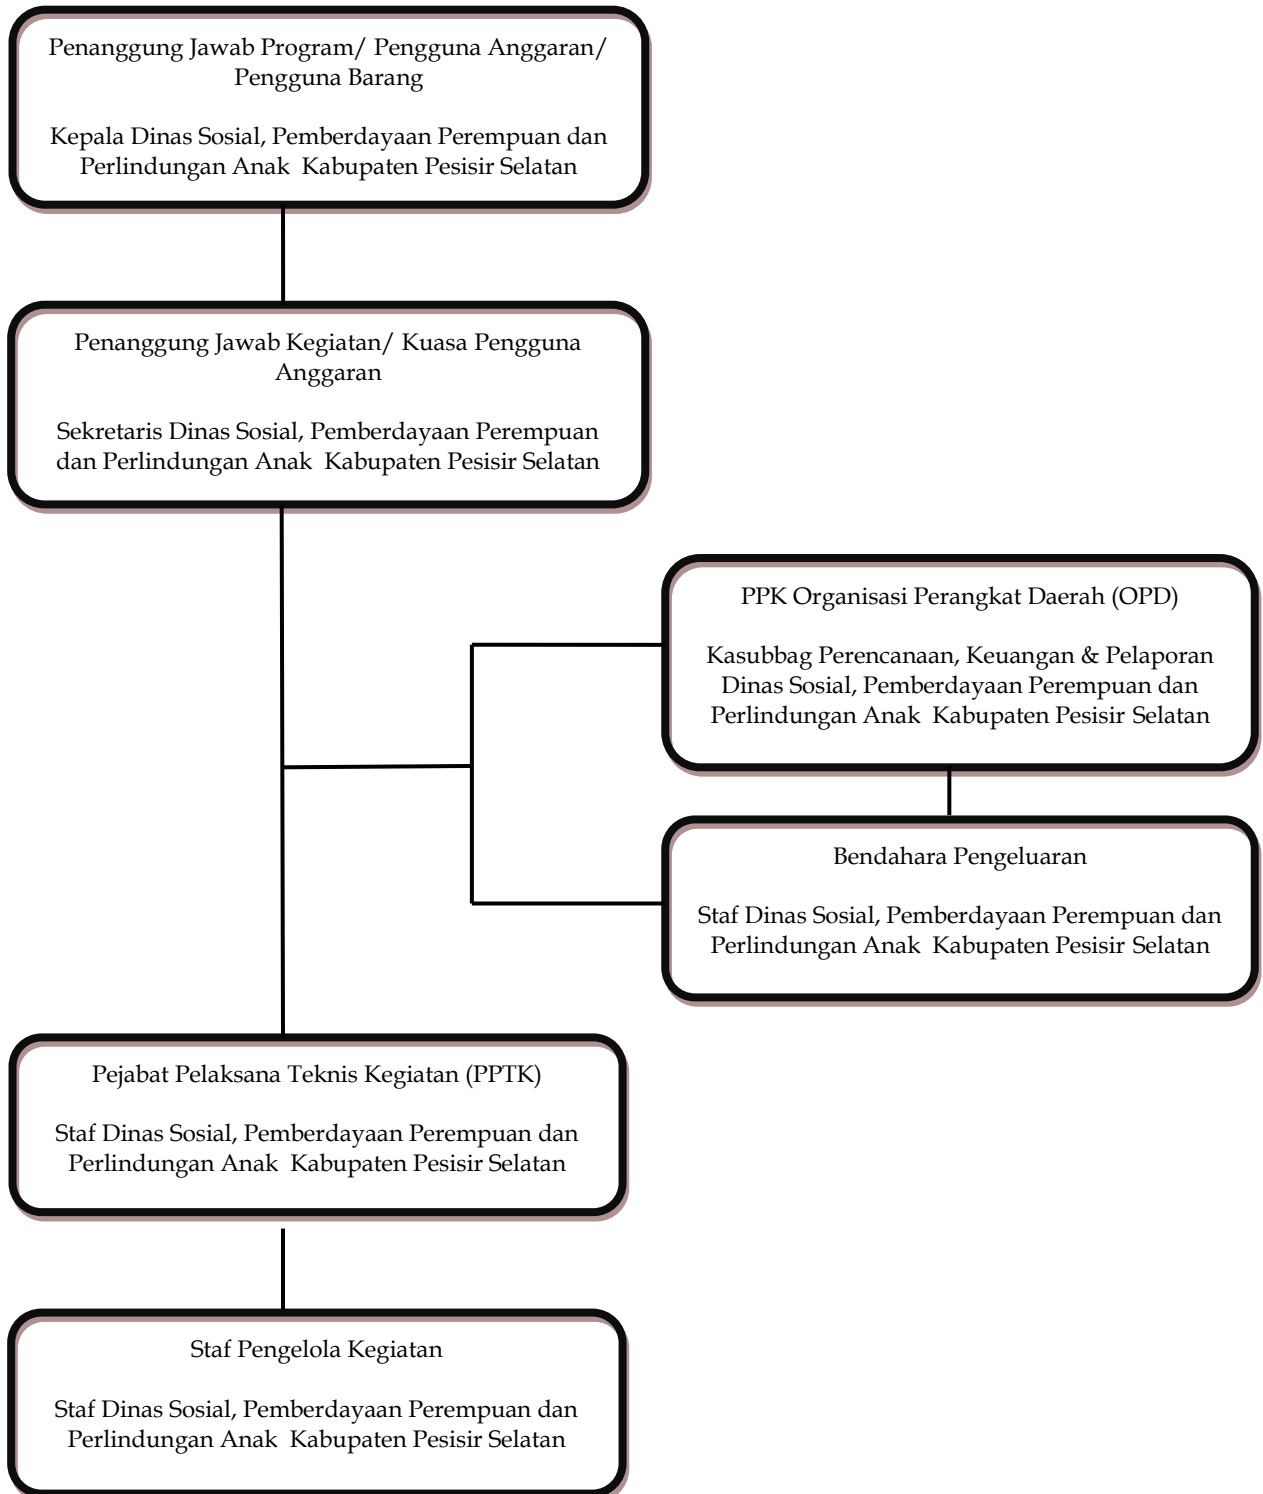 Penanggung Jawab Program/ Pengguna Anggaran/
Pengguna Barang
Kepala Dinas Sosial, Pemberdayaan Perempuan dan
Perlindungan Anak  Kabupaten Pesisir Selatan
Penanggung Jawab Kegiatan/ Kuasa Pengguna
Anggaran
Sekretaris Dinas Sosial, Pemberdayaan Perempuan
dan Perlindungan Anak  Kabupaten Pesisir Selatan
PPK Organisasi Perangkat Daerah (OPD)
Kasubbag Perencanaan, Keuangan & Pelaporan
Dinas Sosial, Pemberdayaan Perempuan dan
Perlindungan Anak  Kabupaten Pesisir Selatan
Bendahara Pengeluaran
Staf Dinas Sosial, Pemberdayaan Perempuan dan
Perlindungan Anak  Kabupaten Pesisir Selatan
Pejabat Pelaksana Teknis Kegiatan (PPTK)
Staf Dinas Sosial, Pemberdayaan Perempuan dan
Perlindungan Anak  Kabupaten Pesisir Selatan
Staf Pengelola Kegiatan
Staf Dinas Sosial, Pemberdayaan Perempuan dan
Perlindungan Anak  Kabupaten Pesisir Selatan